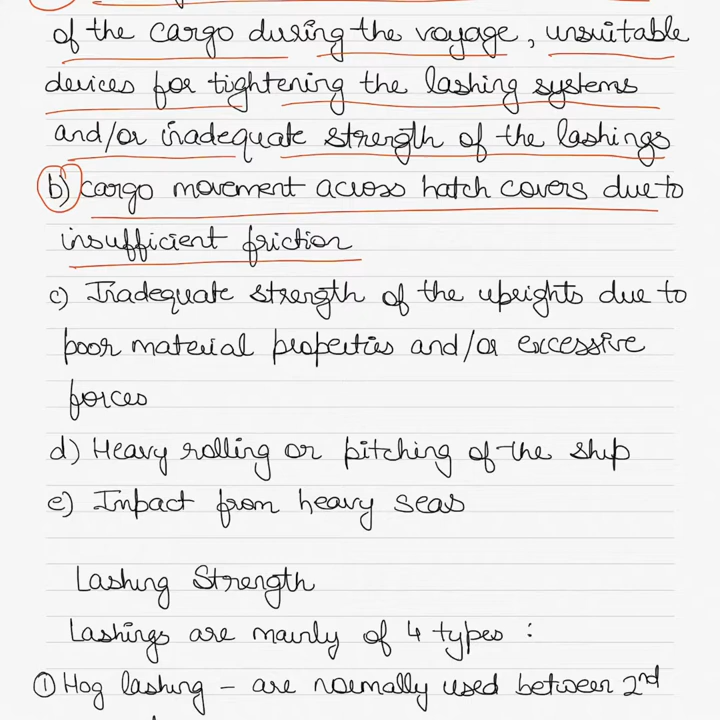 of the cargo during the voyage, unsuitable
devices for tightening the lashing systems
and/or inadequate strength of the lashings
b) cargo movement across hatch covers due to
insufficient friction
c) Inadequate strength of the uprights due to
poor material properties and/or excessive
forces
d) Heavy rolling or pitching of the ship
e) Impact from heavy seas
Lashing Strength
Lashings are mainly of 4 types :
① Hog lashing – are normally used between 2nd